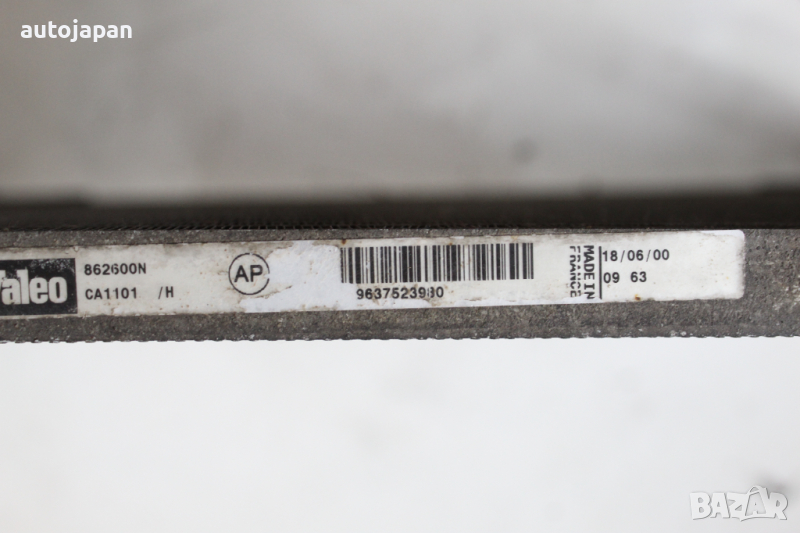 autojapan
Valeo
862600N
CA1101 /H
AP
9637523980
MADE IN
FRANCE
18/06/00
09 63
BAZAR